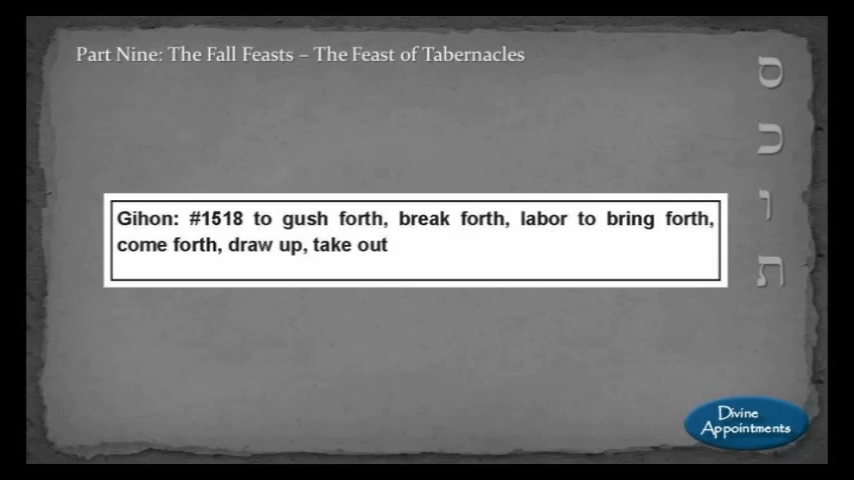 Part Nine: The Fall Feasts – The Feast of Tabernacles
Gihon: #1518 to gush forth, break forth, labor to bring forth,
come forth, draw up, take out
ס
כ
י
ת
Divine
Appointments